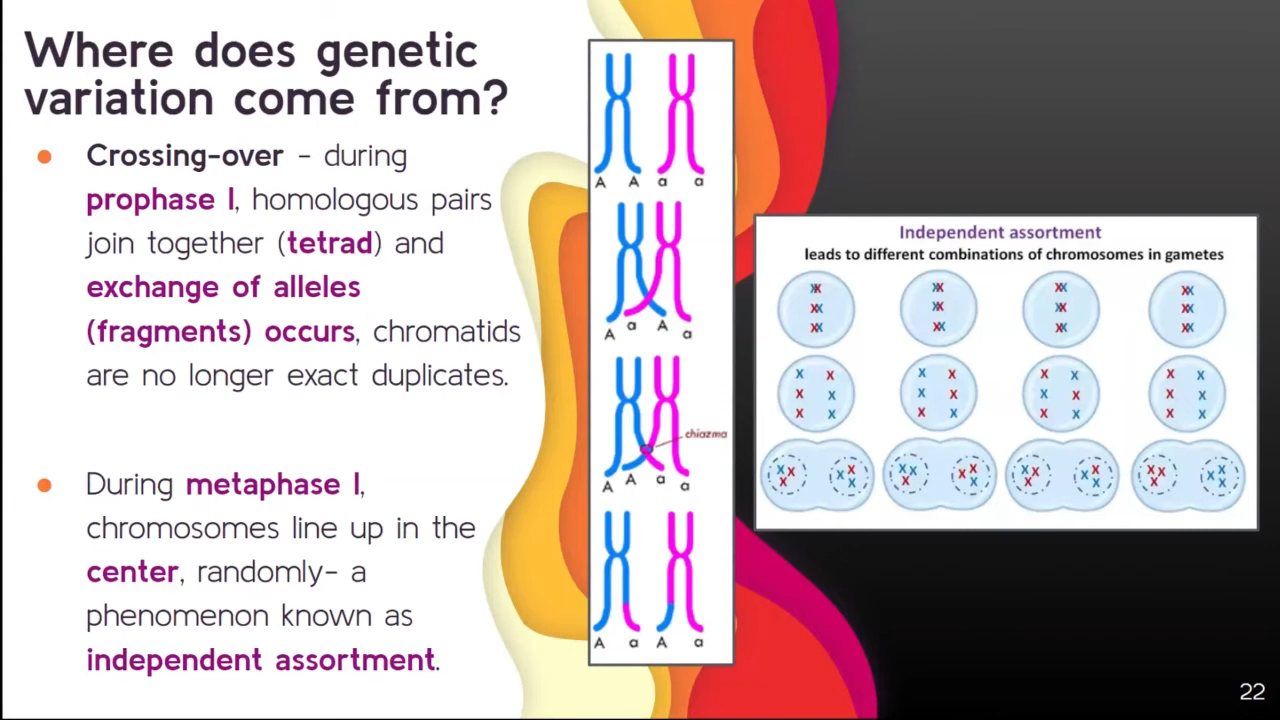 Where does genetic
variation come from?
● Crossing-over - during
prophase I, homologous pairs
join together (tetrad) and
exchange of alleles
(fragments) occurs, chromatids
are no longer exact duplicates.
● During metaphase I,
chromosomes line up in the
center, randomly- a
phenomenon known as
independent assortment.
A A a a
A a A a
chiazma
A A a a
A a A a
Independent assortment
leads to different combinations of chromosomes in gametes
22